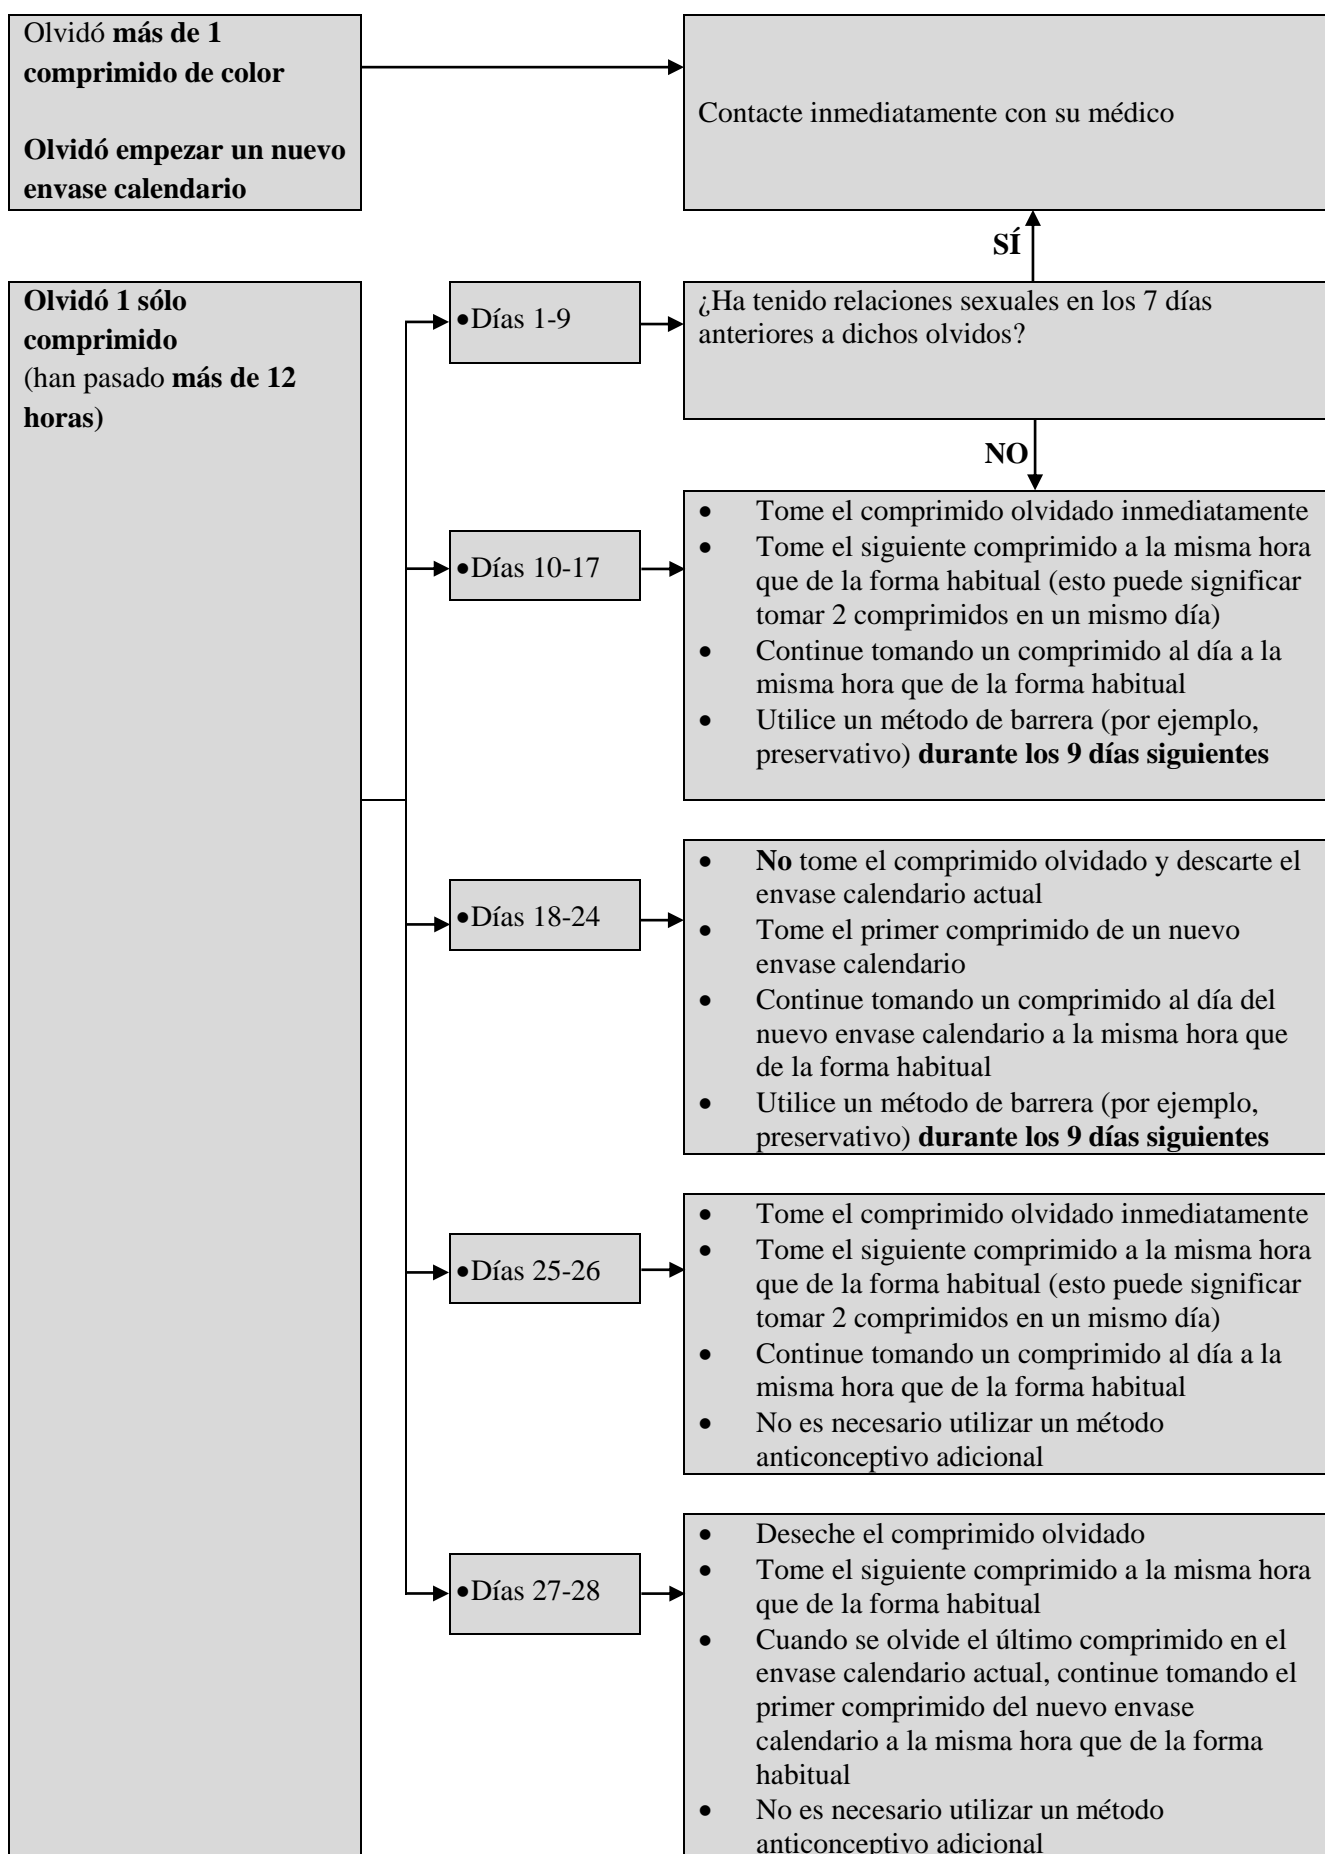 Olvidó más de 1
comprimido de color
Olvidó empezar un nuevo
envase calendario
Contacte inmediatamente con su médico
SÍ
Olvidó 1 sólo
comprimido
(han pasado más de 12
horas)
•Días 1-9
¿Ha tenido relaciones sexuales en los 7 días
anteriores a dichos olvidos?
NO
•Días 10-17
• Tome el comprimido olvidado inmediatamente
• Tome el siguiente comprimido a la misma hora
que de la forma habitual (esto puede significar
tomar 2 comprimidos en un mismo día)
• Continue tomando un comprimido al día a la
misma hora que de la forma habitual
• Utilice un método de barrera (por ejemplo,
preservativo) durante los 9 días siguientes
•Días 18-24
• No tome el comprimido olvidado y descarte el
envase calendario actual
• Tome el primer comprimido de un nuevo
envase calendario
• Continue tomando un comprimido al día del
nuevo envase calendario a la misma hora que
de la forma habitual
• Utilice un método de barrera (por ejemplo,
preservativo) durante los 9 días siguientes
•Días 25-26
• Tome el comprimido olvidado inmediatamente
• Tome el siguiente comprimido a la misma hora
que de la forma habitual (esto puede significar
tomar 2 comprimidos en un mismo día)
• Continue tomando un comprimido al día a la
misma hora que de la forma habitual
• No es necesario utilizar un método
anticonceptivo adicional
•Días 27-28
• Deseche el comprimido olvidado
• Tome el siguiente comprimido a la misma hora
que de la forma habitual
• Cuando se olvide el último comprimido en el
envase calendario actual, continue tomando el
primer comprimido del nuevo envase
calendario a la misma hora que de la forma
habitual
• No es necesario utilizar un método
anticonceptivo adicional